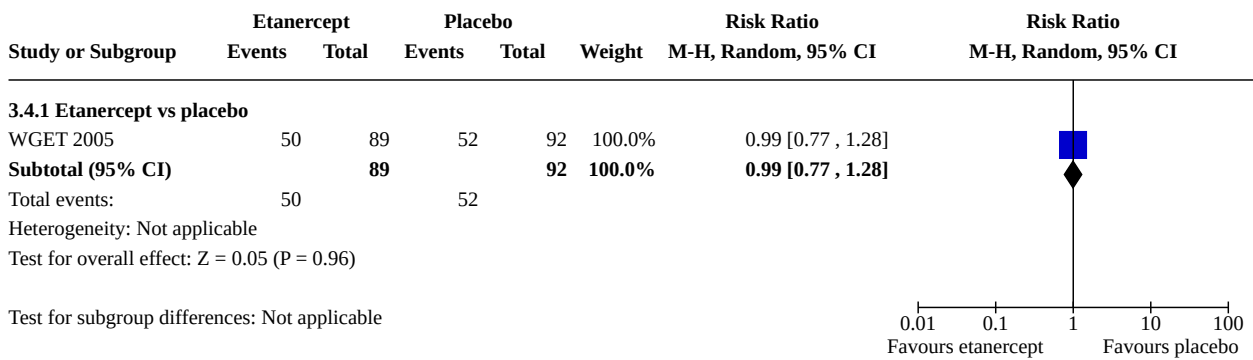 Etanercept Placebo Risk Ratio Risk Ratio
Study or Subgroup Events Total Events Total Weight M-H, Random, 95% CI M-H, Random, 95% CI
3.4.1 Etanercept vs placebo
WGET 2005 50 89 52 92 100.0% 0.99 [0.77 , 1.28]
Subtotal (95% CI) 89 92 100.0% 0.99 [0.77 , 1.28]
Total events: 50 52
Heterogeneity: Not applicable
Test for overall effect: Z = 0.05 (P = 0.96)
Test for subgroup differences: Not applicable
0.01 0.1 1 10 100
Favours etanercept Favours placebo